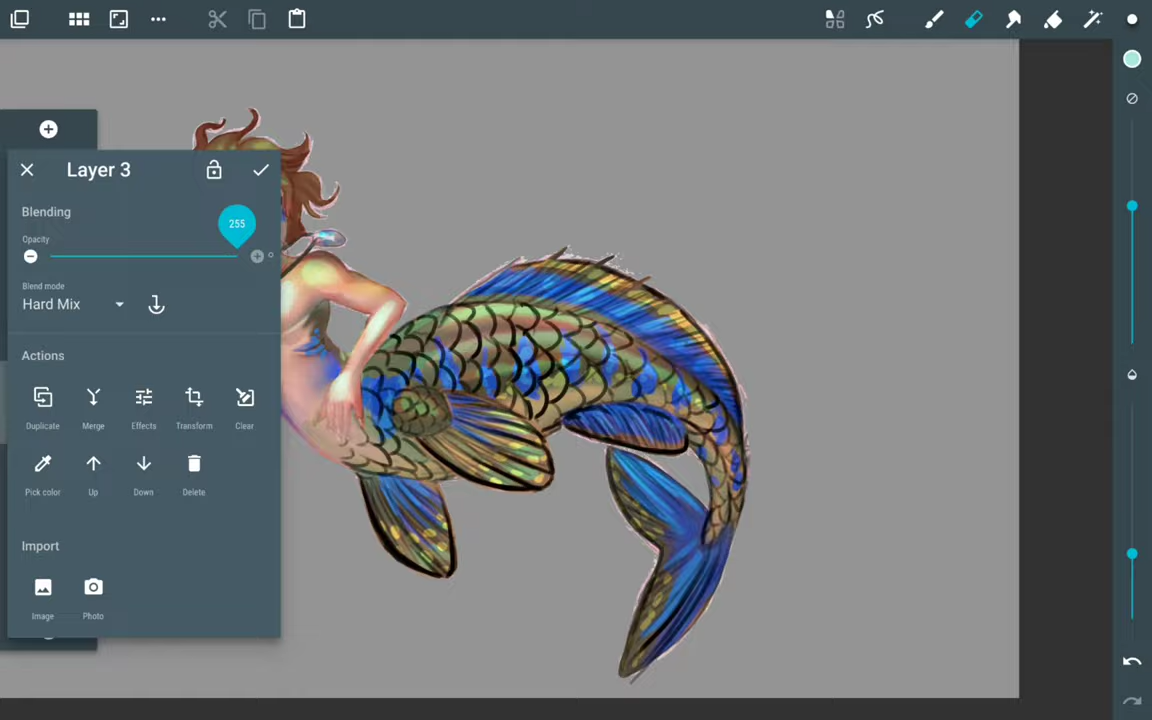 Layer 3
Blending
255
Opacity
Blend mode
Hard Mix
Actions
Duplicate Merge Effects Transform Clear
Pick color Up Down Delete
Import
Image Photo